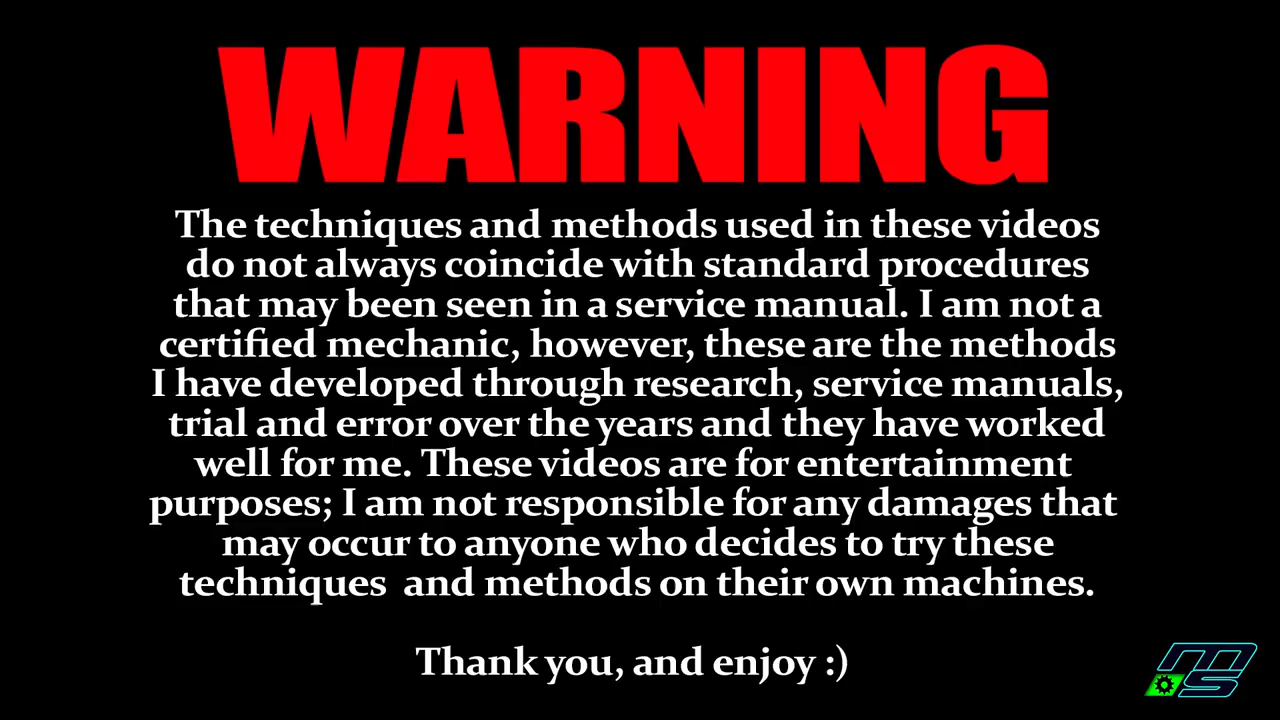 WARNING
The techniques and methods used in these videos
do not always coincide with standard procedures
that may been seen in a service manual. I am not a
certified mechanic, however, these are the methods
I have developed through research, service manuals,
trial and error over the years and they have worked
well for me. These videos are for entertainment
purposes; I am not responsible for any damages that
may occur to anyone who decides to try these
techniques  and methods on their own machines.
Thank you, and enjoy :)